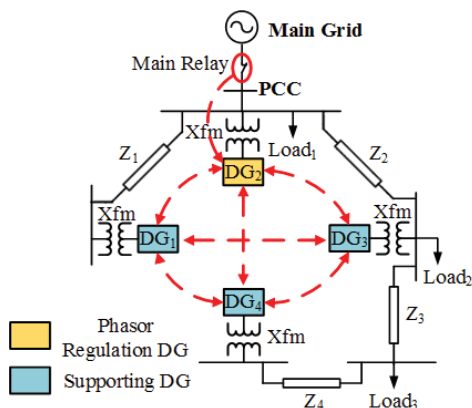 Main Grid
Main Relay
PCC
Xfm
Load₁
Z₁
Z₂
DG₂
Xfm
DG₁
DG₃
Xfm
Load₂
DG₄
Xfm
Z₃
Phasor
Regulation DG
Supporting DG
Z₄
Load₃